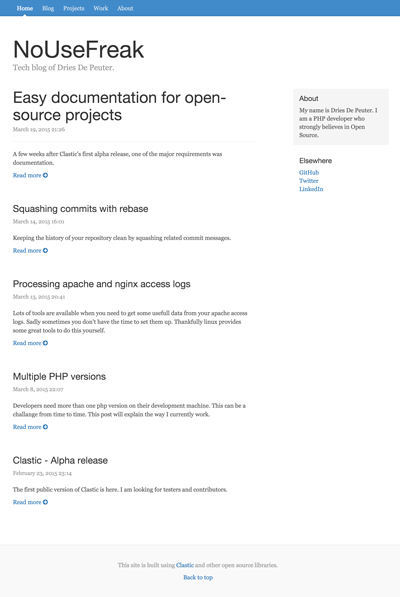 Home Blog Projects Work About
NoUseFreak
Tech blog of Dries De Peuter.
Easy documentation for open-
source projects
March 19, 2015 21:26
A few weeks after Clastic's first alpha release, one of the major requirements was
documentation.
Read more
Squashing commits with rebase
March 14, 2015 16:01
Keeping the history of your repository clean by squashing related commit messages.
Read more
Processing apache and nginx access logs
March 13, 2015 20:41
Lots of tools are available when you need to get some usefull data from your apache access
logs. Sadly sometimes you don't have the time to set them up. Thankfully linux provides
some great tools to do this yourself.
Read more
Multiple PHP versions
March 8, 2015 22:07
Developers need more than one php version on their development machine. This can be a
challange from time to time. This post will explain the way I currently work.
Read more
Clastic - Alpha release
February 23, 2015 23:14
The first public version of Clastic is here. I am looking for testers and contributors.
Read more
About
My name is Dries De Peuter. I
am a PHP developer who
strongly believes in Open
Source.
Elsewhere
GitHub
Twitter
LinkedIn
This site is built using Clastic and other open source libraries.
Back to top